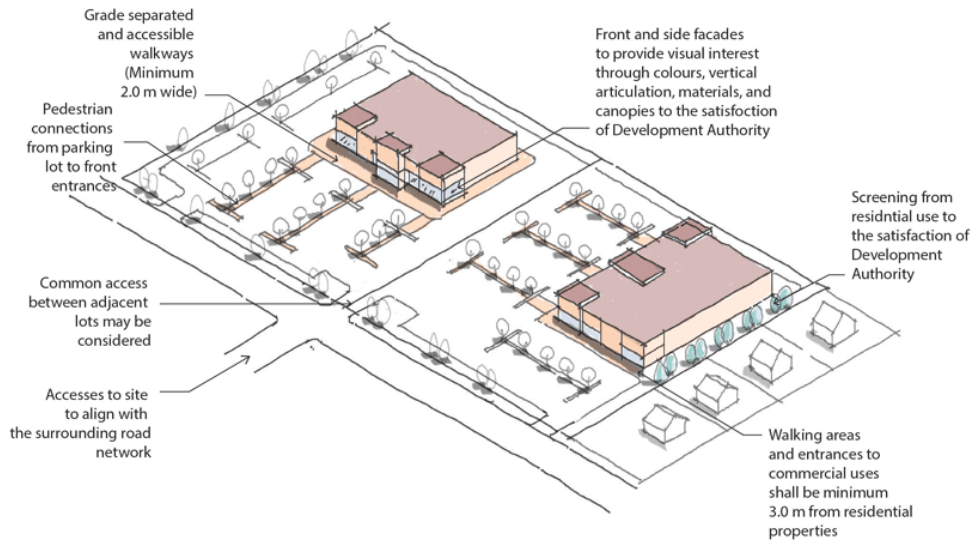 Grade separated
and accessible
walkways
(Minimum
2.0 m wide)
Pedestrian
connections
from parking
lot to front
entrances
Common access
between adjacent
lots may be
considered
Accesses to site
to align with
the surrounding road
network
Front and side facades
to provide visual interest
through colours, vertical
articulation, materials, and
canopies to the satisfoction
of Development Authority
Screening from
residntial use to
the satisfaction of
Development
Authority
Walking areas
and entrances to
commercial uses
shall be minimum
3.0 m from residential
properties